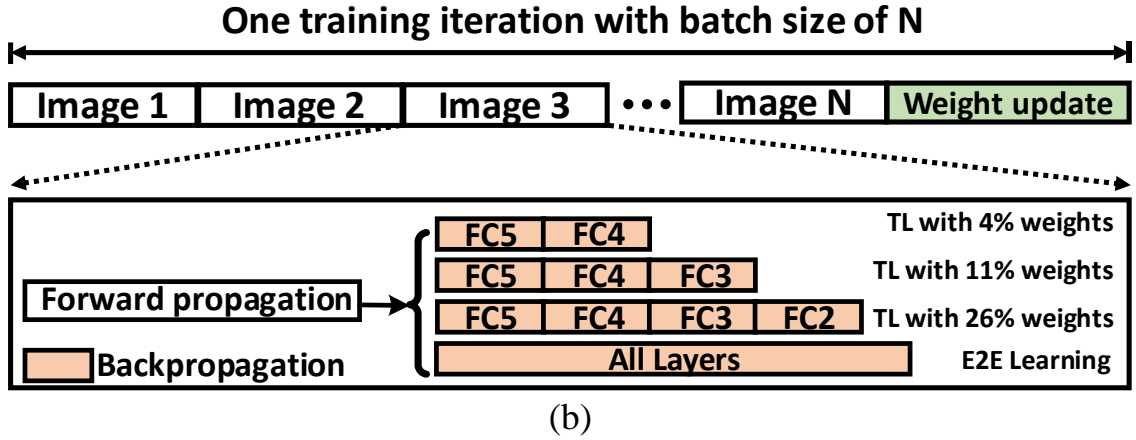 One training iteration with batch size of N
Image 1 Image 2 Image 3 ••• Image N Weight update
FC5 FC4 TL with 4% weights
FC5 FC4 FC3 TL with 11% weights
Forward propagation
FC5 FC4 FC3 FC2 TL with 26% weights
Backpropagation All Layers E2E Learning
(b)